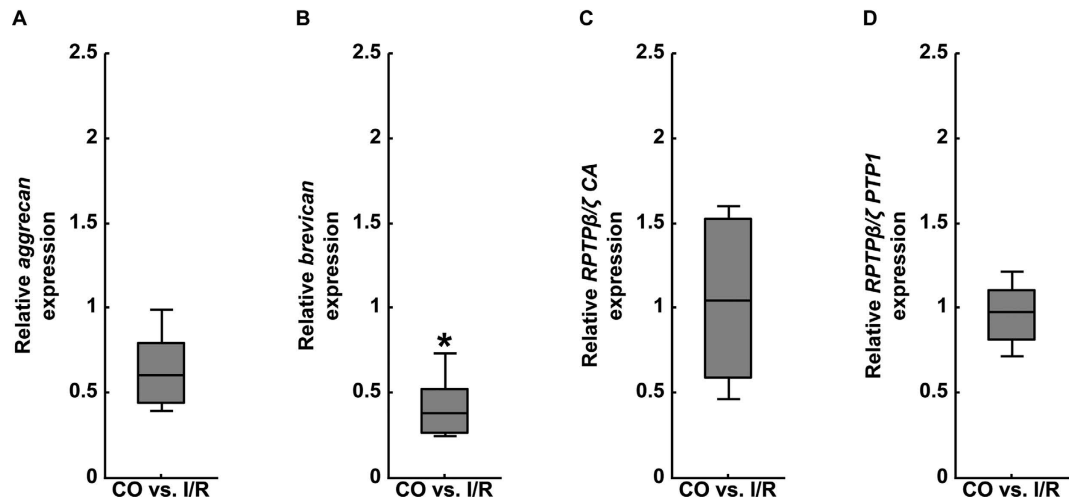 A
Relative aggrecan
expression
2.5
2
1.5
1
0.5
0
CO vs. I/R
B
Relative brevican
expression
2.5
2
1.5
1
0.5
0
*
CO vs. I/R
C
Relative RPTPβ/ζ CA
expression
2.5
2
1.5
1
0.5
0
CO vs. I/R
D
Relative RPTPβ/ζ PTP1
expression
2.5
2
1.5
1
0.5
0
CO vs. I/R